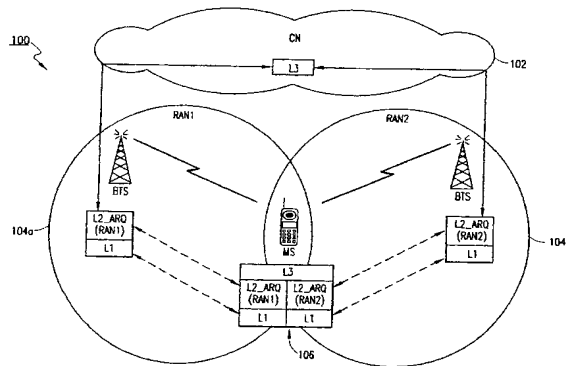 100
CN
L3
102
RAN1
RAN2
BTS
BTS
104a
L2_ARQ
(RAN1)
L1
MS
L2_ARQ
(RAN2)
L1
104
L3
L2_ARQ
(RAN1)
L2_ARQ
(RAN2)
L1
L1
106